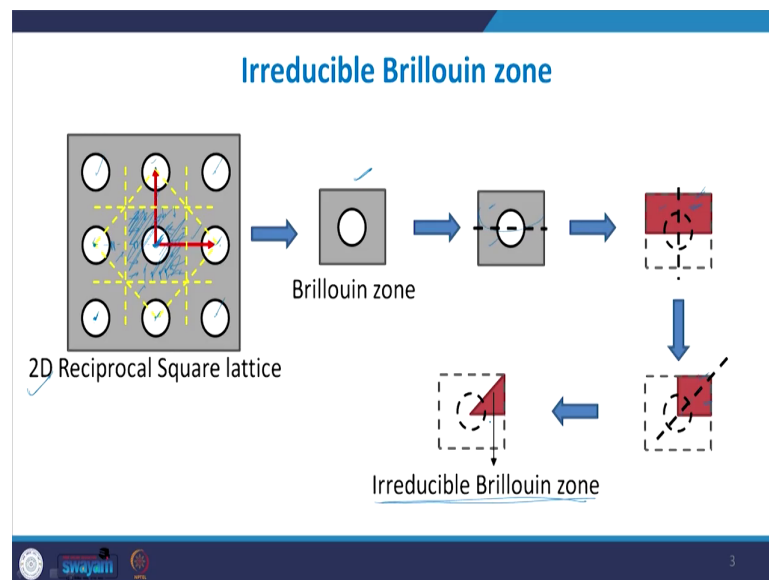 Irreducible Brillouin zone
Brillouin zone
2D Reciprocal Square lattice
Irreducible Brillouin zone
swayam
3